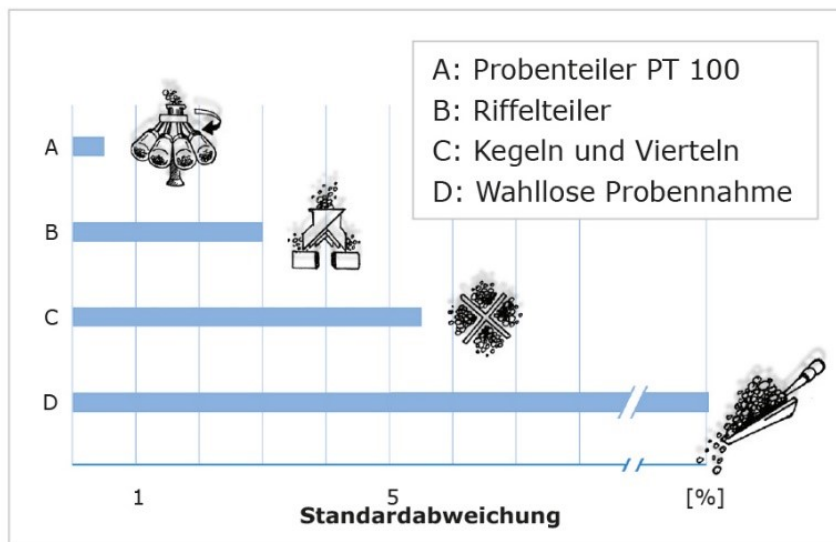 A: Probenteiler PT 100
B: Riffelteiler
C: Kegeln und Vierteln
D: Wahllose Probennahme
A
B
C
D
1 5 [%]
Standardabweichung